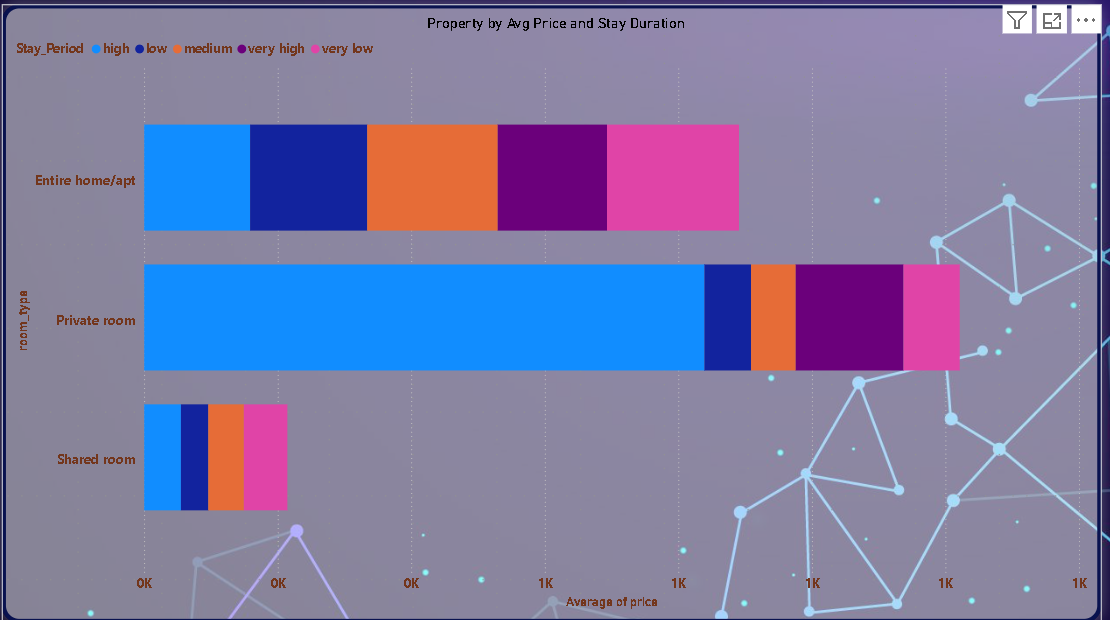 Property by Avg Price and Stay Duration
Stay_Period high low medium very high very low
Entire home/apt
Private room
Shared room
room_type
0K 0K 0K 1K 1K 1K 1K 1K
Average of price